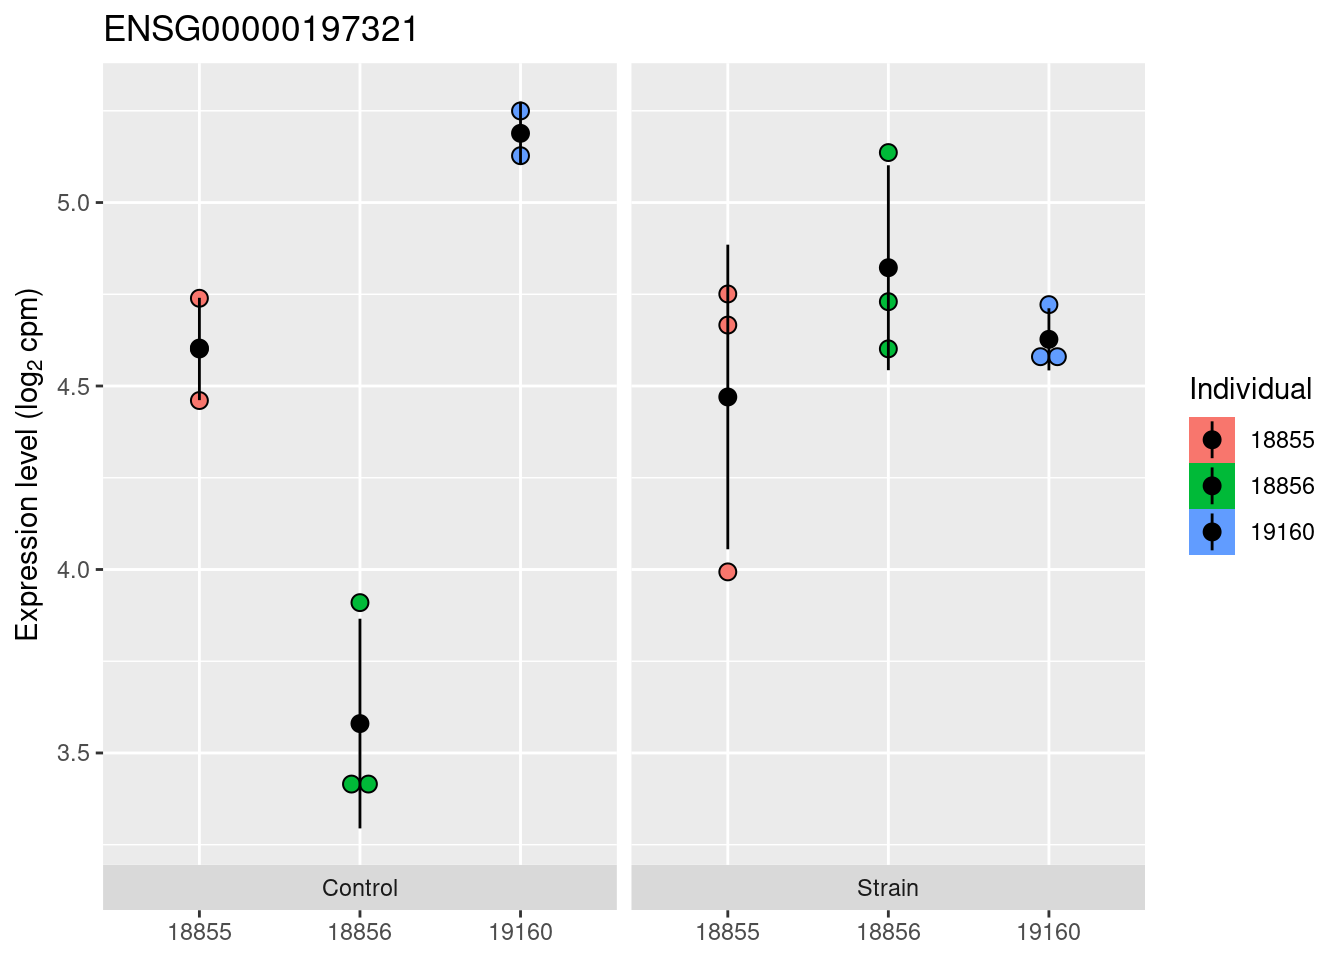 ENSG00000197321
Expression level (log₂ cpm)
5.0
4.5
4.0
3.5
Control
Strain
18855
18856
19160
18855
18856
19160
Individual
18855
18856
19160